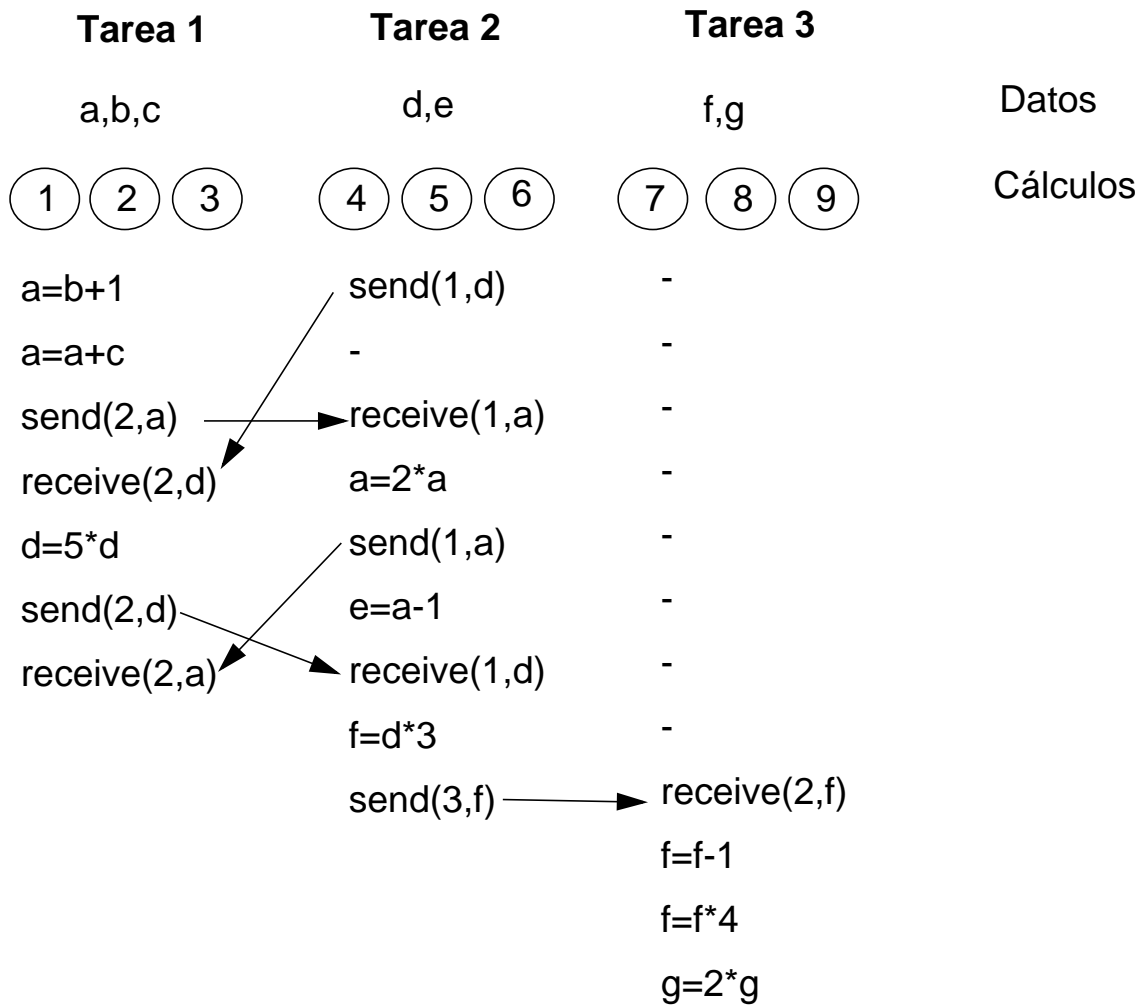 Tarea 1 Tarea 2 Tarea 3
a,b,c d,e f,g Datos
1 2 3 4 5 6 7 8 9 Cálculos
a=b+1 send(1,d) -
a=a+c - -
send(2,a) receive(1,a) -
receive(2,d) a=2*a -
d=5*d send(1,a) -
send(2,d) e=a-1 -
receive(2,a) receive(1,d) -
f=d*3 -
send(3,f) receive(2,f)
f=f-1
f=f*4
g=2*g